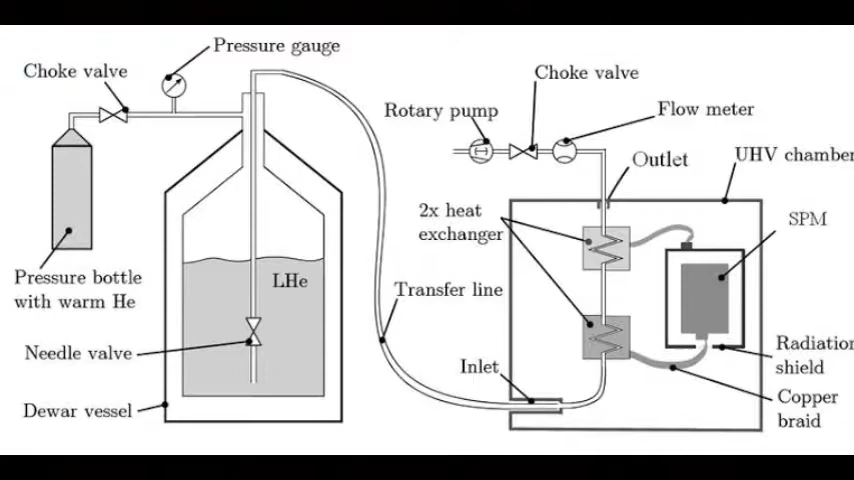 Pressure gauge
Choke valve
Choke valve
Rotary pump
Flow meter
Outlet
UHV chamber
2x heat
exchanger
SPM
LHe
Pressure bottle
with warm He
Transfer line
Needle valve
Radiation
shield
Inlet
Dewar vessel
Copper
braid